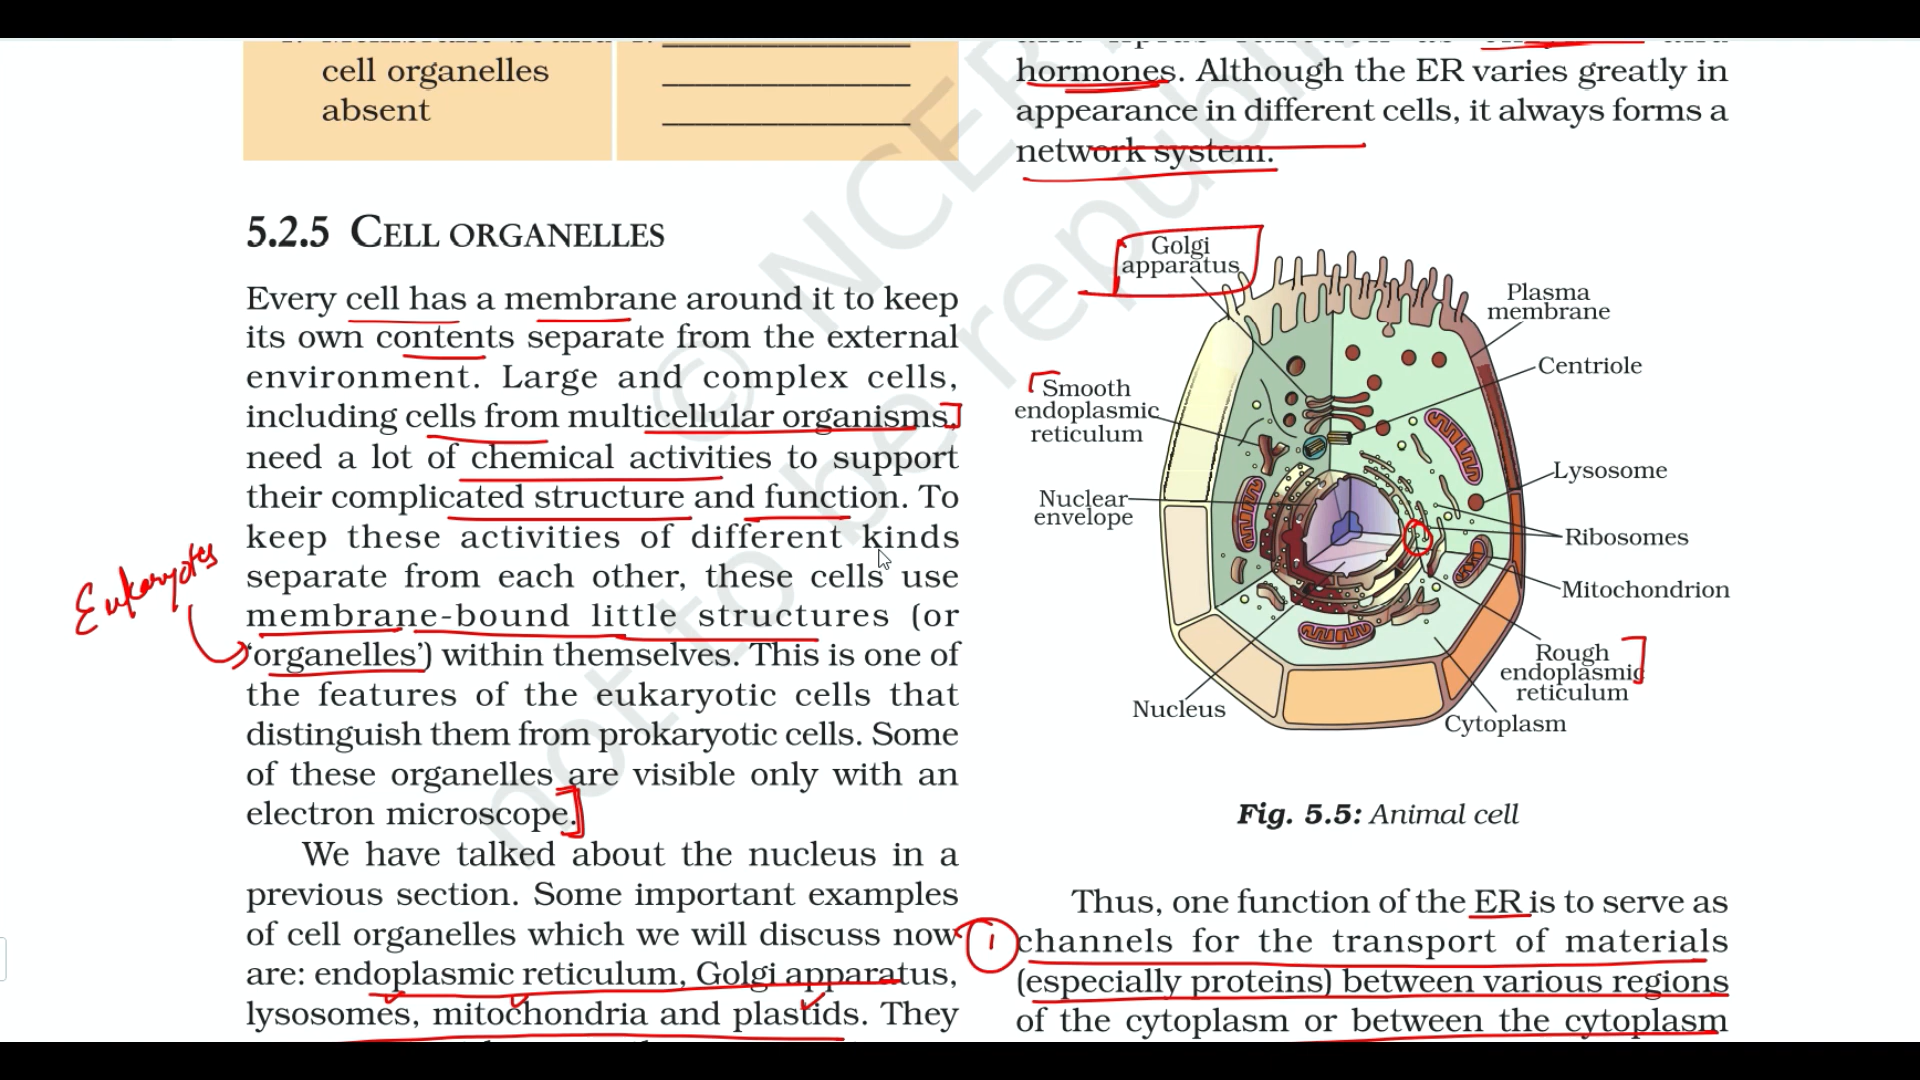 cell organelles
absent
5.2.5 CELL ORGANELLES
Every cell has a membrane around it to keep
its own contents separate from the external
environment. Large and complex cells,
including cells from multicellular organisms,
need a lot of chemical activities to support
their complicated structure and function. To
keep these activities of different kinds
separate from each other, these cells use
membrane-bound little structures (or
‘organelles’) within themselves. This is one of
the features of the eukaryotic cells that
distinguish them from prokaryotic cells. Some
of these organelles are visible only with an
electron microscope.
Eukaryotes
We have talked about the nucleus in a
previous section. Some important examples
of cell organelles which we will discuss now
are: endoplasmic reticulum, Golgi apparatus,
lysosomes, mitochondria and plastids. They
hormones. Although the ER varies greatly in
appearance in different cells, it always forms a
network system.
Golgi
apparatus
Plasma
membrane
Centriole
Smooth
endoplasmic
reticulum
Lysosome
Nuclear
envelope
Ribosomes
Mitochondrion
Rough
endoplasmic
reticulum
Nucleus
Cytoplasm
Fig. 5.5: Animal cell
Thus, one function of the ER is to serve as
1
channels for the transport of materials
(especially proteins) between various regions
of the cytoplasm or between the cytoplasm
© NCER
not to be republi